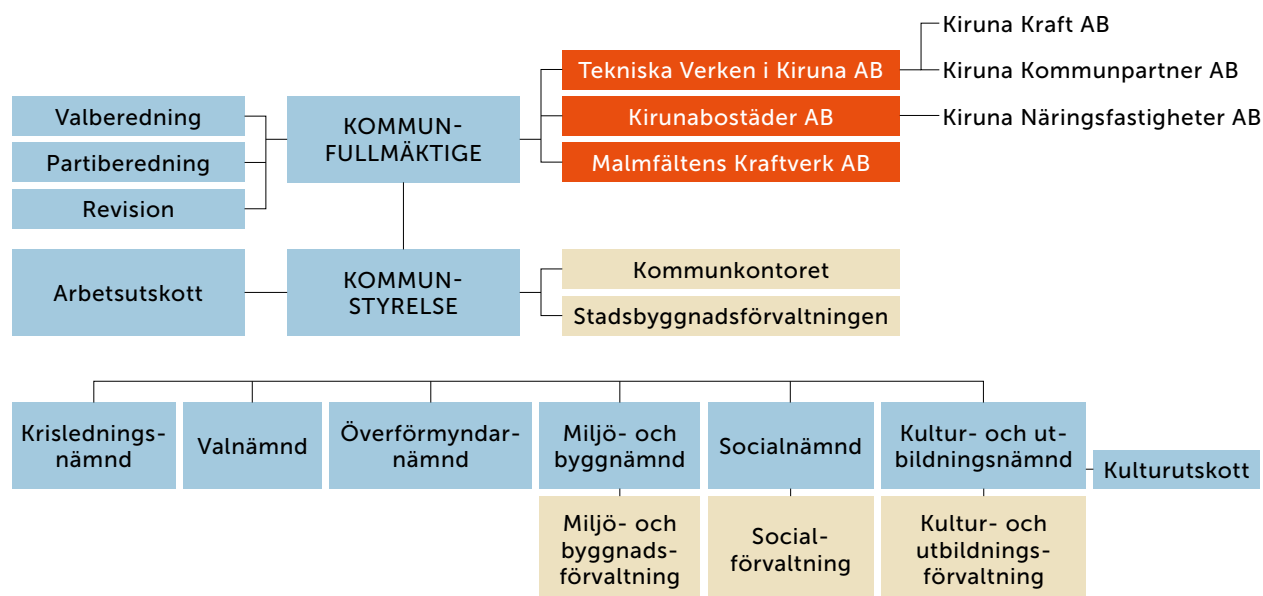 Kiruna Kraft AB
Tekniska Verken i Kiruna AB
Kiruna Kommunpartner AB
Valberedning
KOMMUN-
FULLMÄKTIGE
Kirunabostäder AB
Kiruna Näringsfastigheter AB
Partiberedning
Malmfältens Kraftverk AB
Revision
Arbetsutskott
KOMMUN-
STYRELSE
Kommunkontoret
Stadsbyggnadsförvaltningen
Krislednings-
nämnd
Valnämnd
Överförmyndar-
nämnd
Miljö- och
byggnämnd
Socialnämnd
Kultur- och ut-
bildningsnämnd
Kulturutskott
Miljö- och
byggnads-
förvaltning
Social-
förvaltning
Kultur- och
utbildnings-
förvaltning